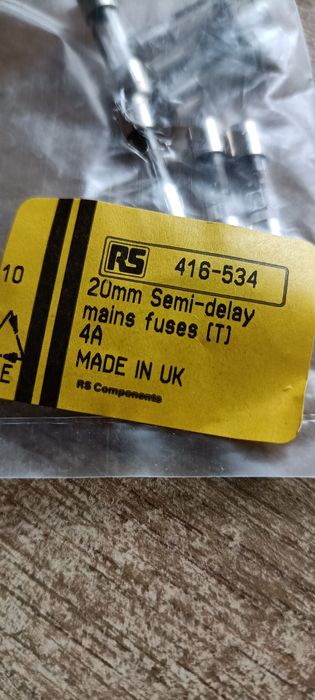 RS 416-534
10
20mm Semi-delay
mains fuses (T)
4A
MADE IN UK
E
RS Components